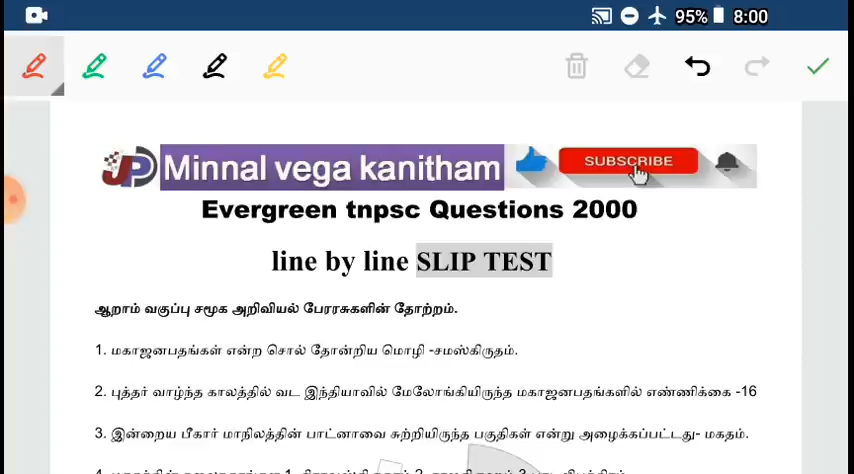 95% 8:00
JP Minnal vega kanitham SUBSCRIBE
Evergreen tnpsc Questions 2000
line by line SLIP TEST
ஆறாம் வகுப்பு சமூக அறிவியல் பேரரசுகளின் தோற்றம்.
1. மகாஜனபதங்கள் என்ற சொல் தோன்றிய மொழி -சமஸ்கிருதம்.
2. புத்தர் வாழ்ந்த காலத்தில் வட இந்தியாவில் மேலோங்கியிருந்த மகாஜனபதங்களில் எண்ணிக்கை -16
3. இன்றைய பீகார் மாநிலத்தின் பாட்னாவை சுற்றியிருந்த பகுதிகள் என்று அழைக்கப்பட்டது- மகதம்.